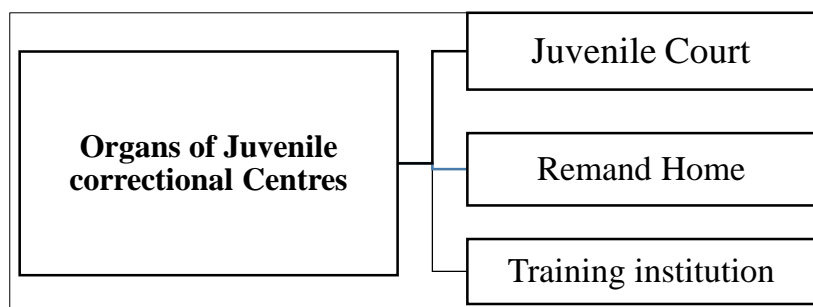 Organs of Juvenile
correctional Centres
Juvenile Court
Remand Home
Training institution